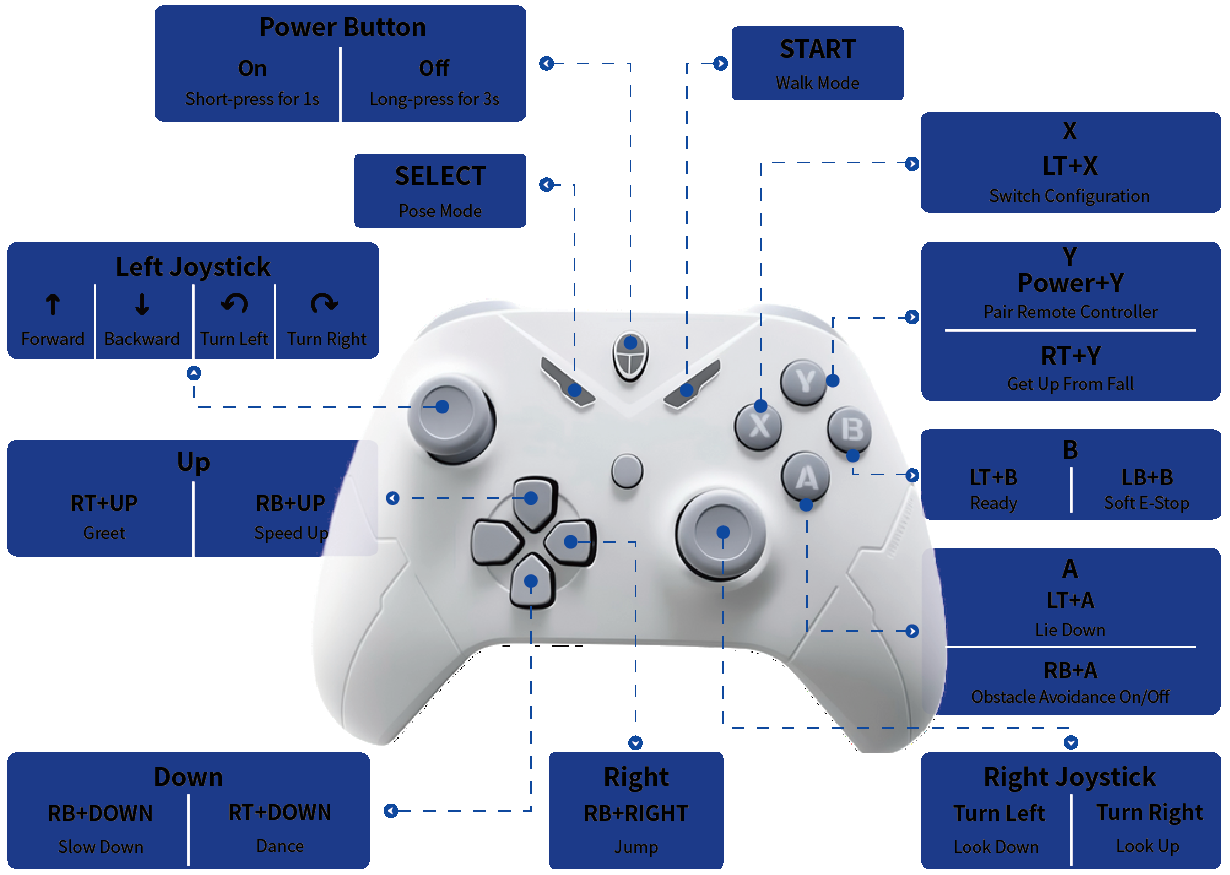 Power Button
On
Off
Short-press for 1s
Long-press for 3s
START
Walk Mode
SELECT
Pose Mode
X
LT+X
Switch Configuration
Left Joystick
↑ ↓ ↶ ↷
Forward
Backward
Turn Left
Turn Right
Y
Power+Y
Pair Remote Controller
RT+Y
Get Up From Fall
Y
X
B
A
Up
RT+UP
RB+UP
Greet
Speed Up
B
LT+B
LB+B
Ready
Soft E-Stop
A
LT+A
Lie Down
RB+A
Obstacle Avoidance On/Off
Down
RB+DOWN
RT+DOWN
Slow Down
Dance
Right
RB+RIGHT
Jump
Right Joystick
Turn Left
Turn Right
Look Down
Look Up